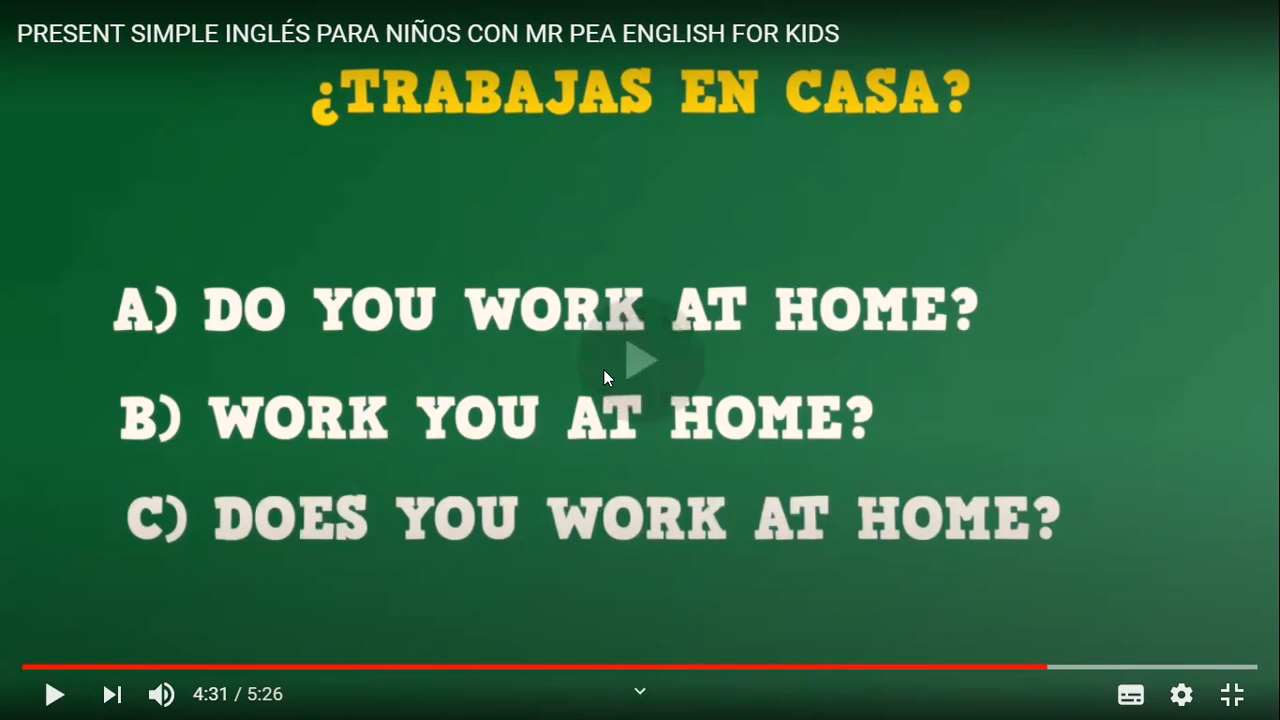 PRESENT SIMPLE INGLÉS PARA NIÑOS CON MR PEA ENGLISH FOR KIDS
¿TRABAJAS EN CASA?
A) DO YOU WORK AT HOME?
B) WORK YOU AT HOME?
C) DOES YOU WORK AT HOME?
4:31 / 5:26